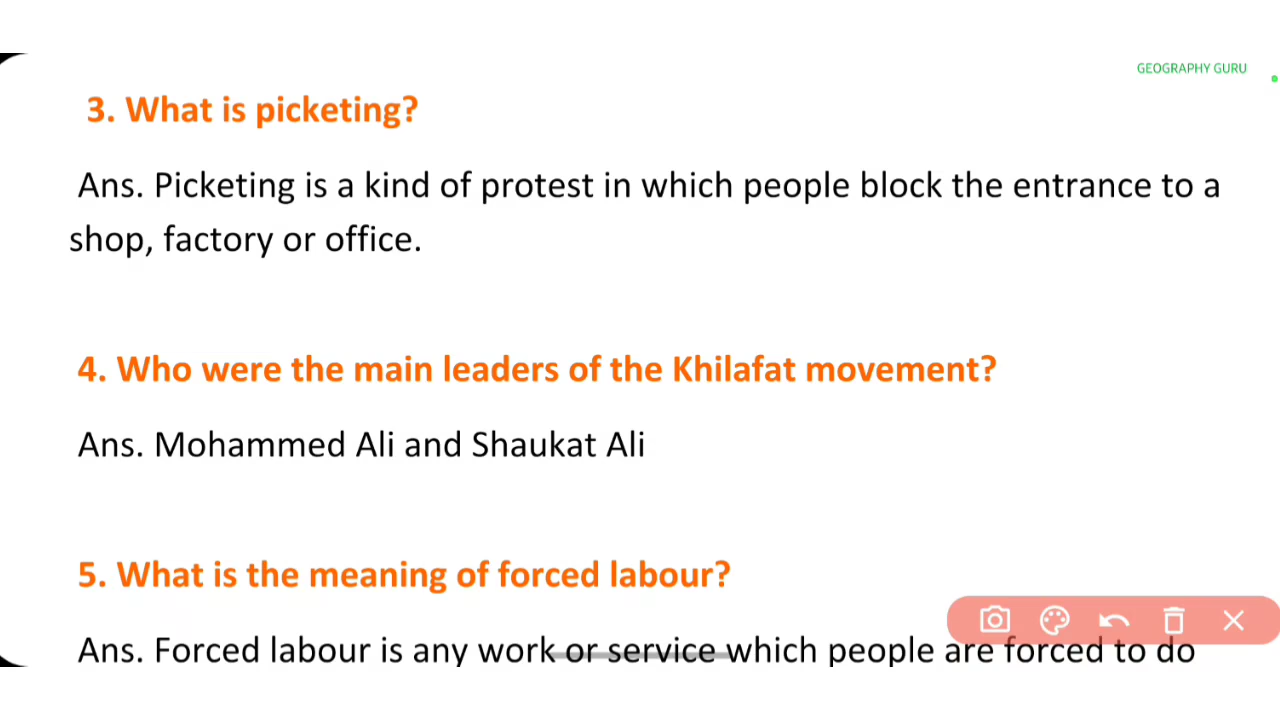 GEOGRAPHY GURU
3. What is picketing?
Ans. Picketing is a kind of protest in which people block the entrance to a
shop, factory or office.
4. Who were the main leaders of the Khilafat movement?
Ans. Mohammed Ali and Shaukat Ali
5. What is the meaning of forced labour?
Ans. Forced labour is any work or service which people are forced to do